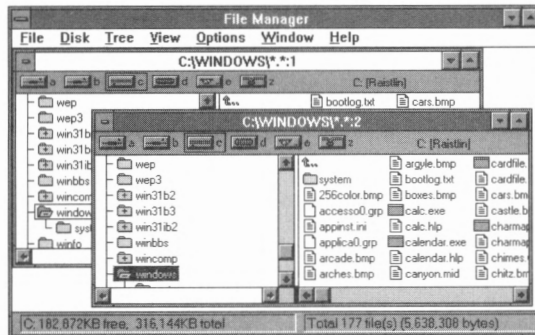 File Manager
File Disk Tree View Options Window Help
C:\WINDOWS\*.*:1
a b c d e z C: [Raistlin]
wep
wep3
win31b
win31b
win31ib
winbbs
wincom
window
sys
winfo
bootlog.txt cars.bmp
C:\WINDOWS\*.*:2
a b c d e z C: [Raistlin]
wep
wep3
win31b2
win31b3
win31ib2
winbbs
wincomp
windows
argyle.bmp cardfile.
system bootlog.txt cardfile.
256color.bmp boxes.bmp cars.bm
accesso0.grp calc.exe castle.b
appinst.ini calc.hlp charmap
applica0.grp calendar.exe charmap
arcade.bmp calendar.hlp chimes.
arches.bmp canyon.mid chitz.bm
C: 182,872KB free, 316,144KB total Total 177 file(s) (5,638,308 bytes)